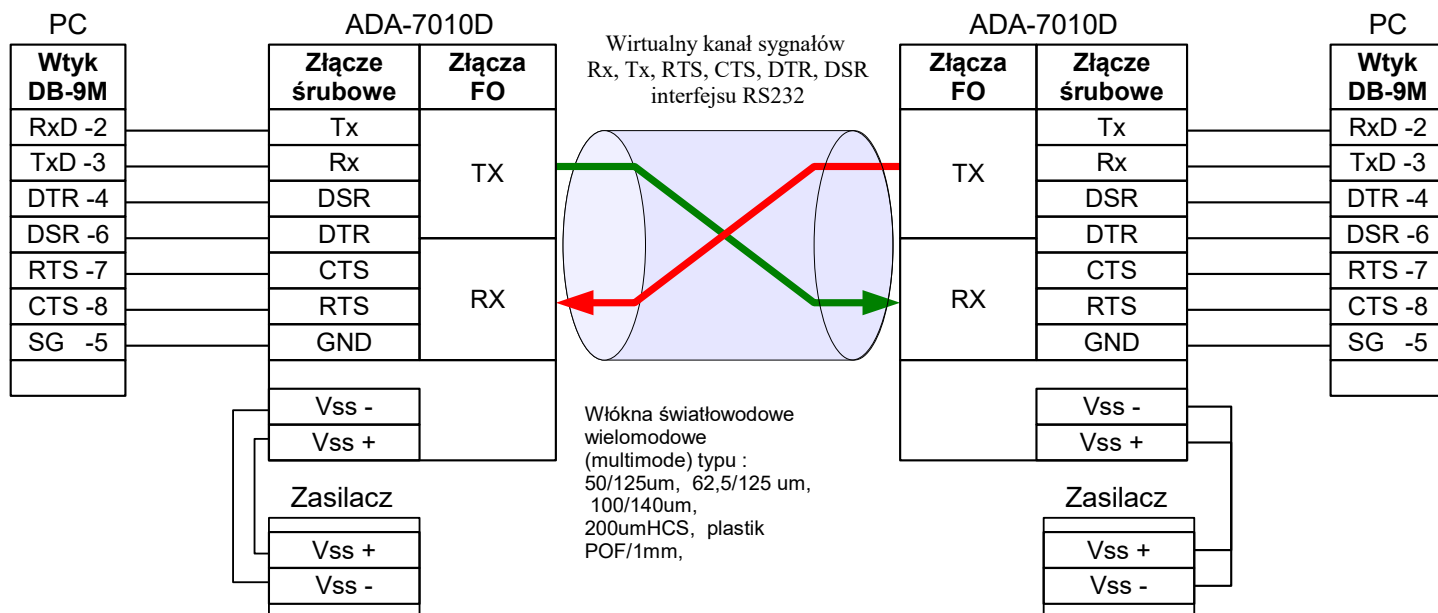 PC
ADA-7010D
ADA-7010D
PC
Wtyk
DB-9M
Złącze
śrubowe
Złącza
FO
Wirtualny kanał sygnałów
Rx, Tx, RTS, CTS, DTR, DSR
interfejsu RS232
Złącza
FO
Złącze
śrubowe
Wtyk
DB-9M
RxD -2
TxD -3
DTR -4
DSR -6
RTS -7
CTS -8
SG -5
Tx
Rx
DSR
DTR
CTS
RTS
GND
TX
RX
TX
RX
Tx
Rx
DSR
DTR
CTS
RTS
GND
RxD -2
TxD -3
DTR -4
DSR -6
RTS -7
CTS -8
SG -5
Vss -
Vss +
Zasilacz
Vss +
Vss -
Włókna światłowodowe
wielomodowe
(multimode) typu :
50/125um, 62,5/125 um,
100/140um,
200umHCS, plastik
POF/1mm,
Vss -
Vss +
Zasilacz
Vss +
Vss -